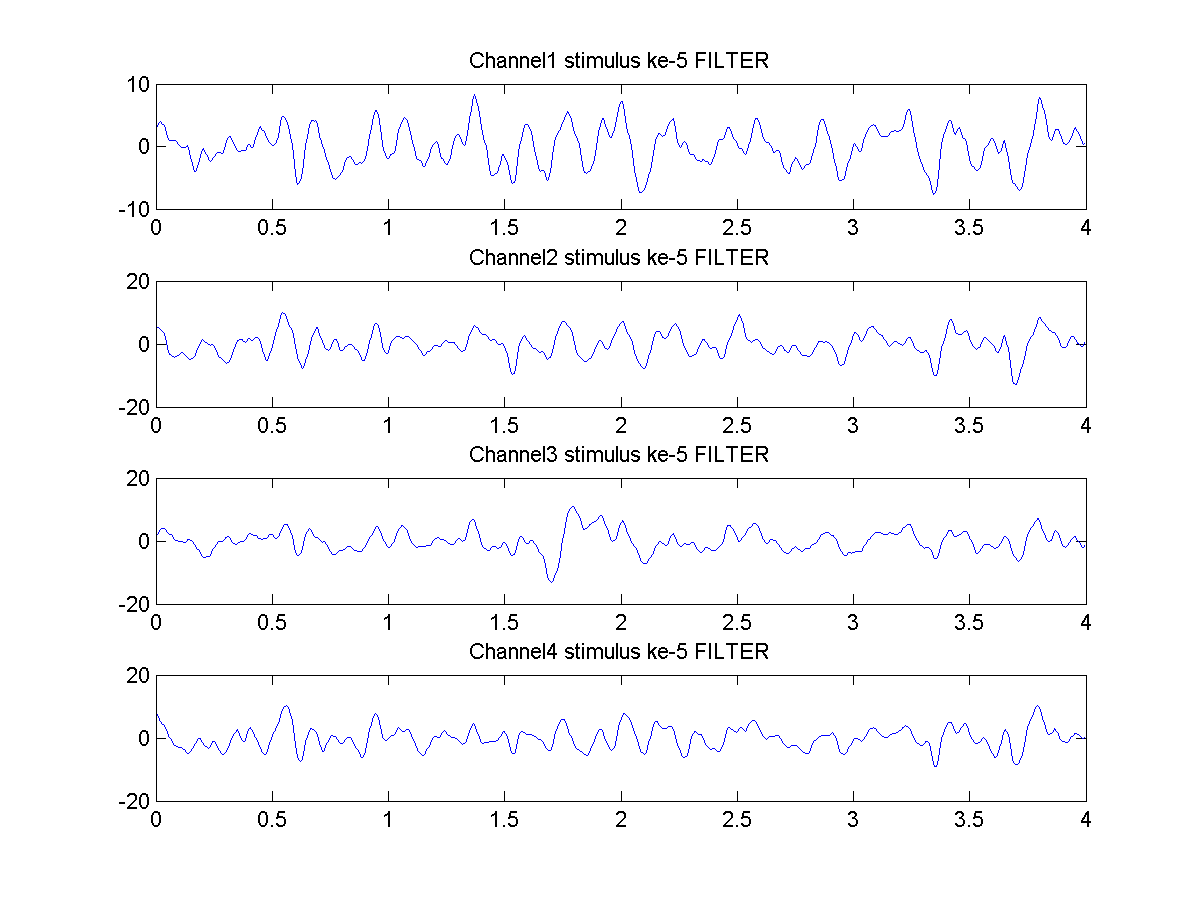 Channel1 stimulus ke-5 FILTER
10
0
-10
0 0.5 1 1.5 2 2.5 3 3.5 4
Channel2 stimulus ke-5 FILTER
20
0
-20
0 0.5 1 1.5 2 2.5 3 3.5 4
Channel3 stimulus ke-5 FILTER
20
0
-20
0 0.5 1 1.5 2 2.5 3 3.5 4
Channel4 stimulus ke-5 FILTER
20
0
-20
0 0.5 1 1.5 2 2.5 3 3.5 4